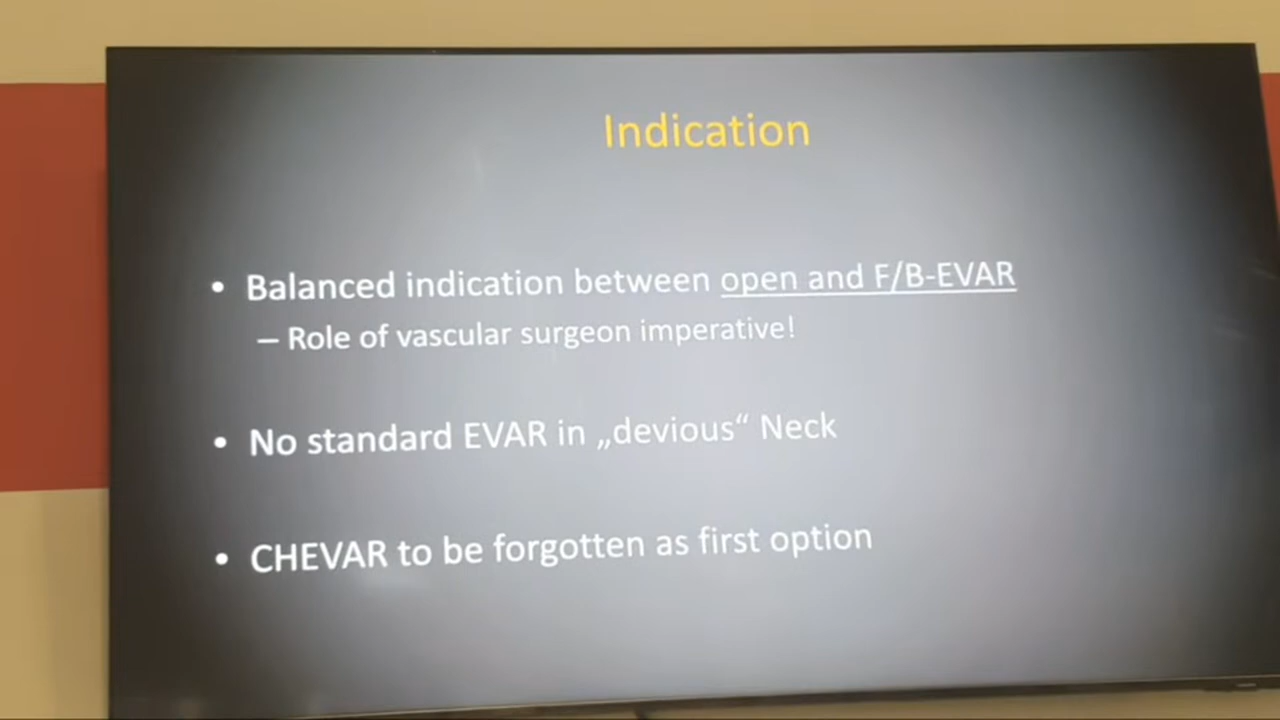 Indication
• Balanced indication between open and F/B-EVAR
– Role of vascular surgeon imperative!
• No standard EVAR in „devious“ Neck
• CHEVAR to be forgotten as first option